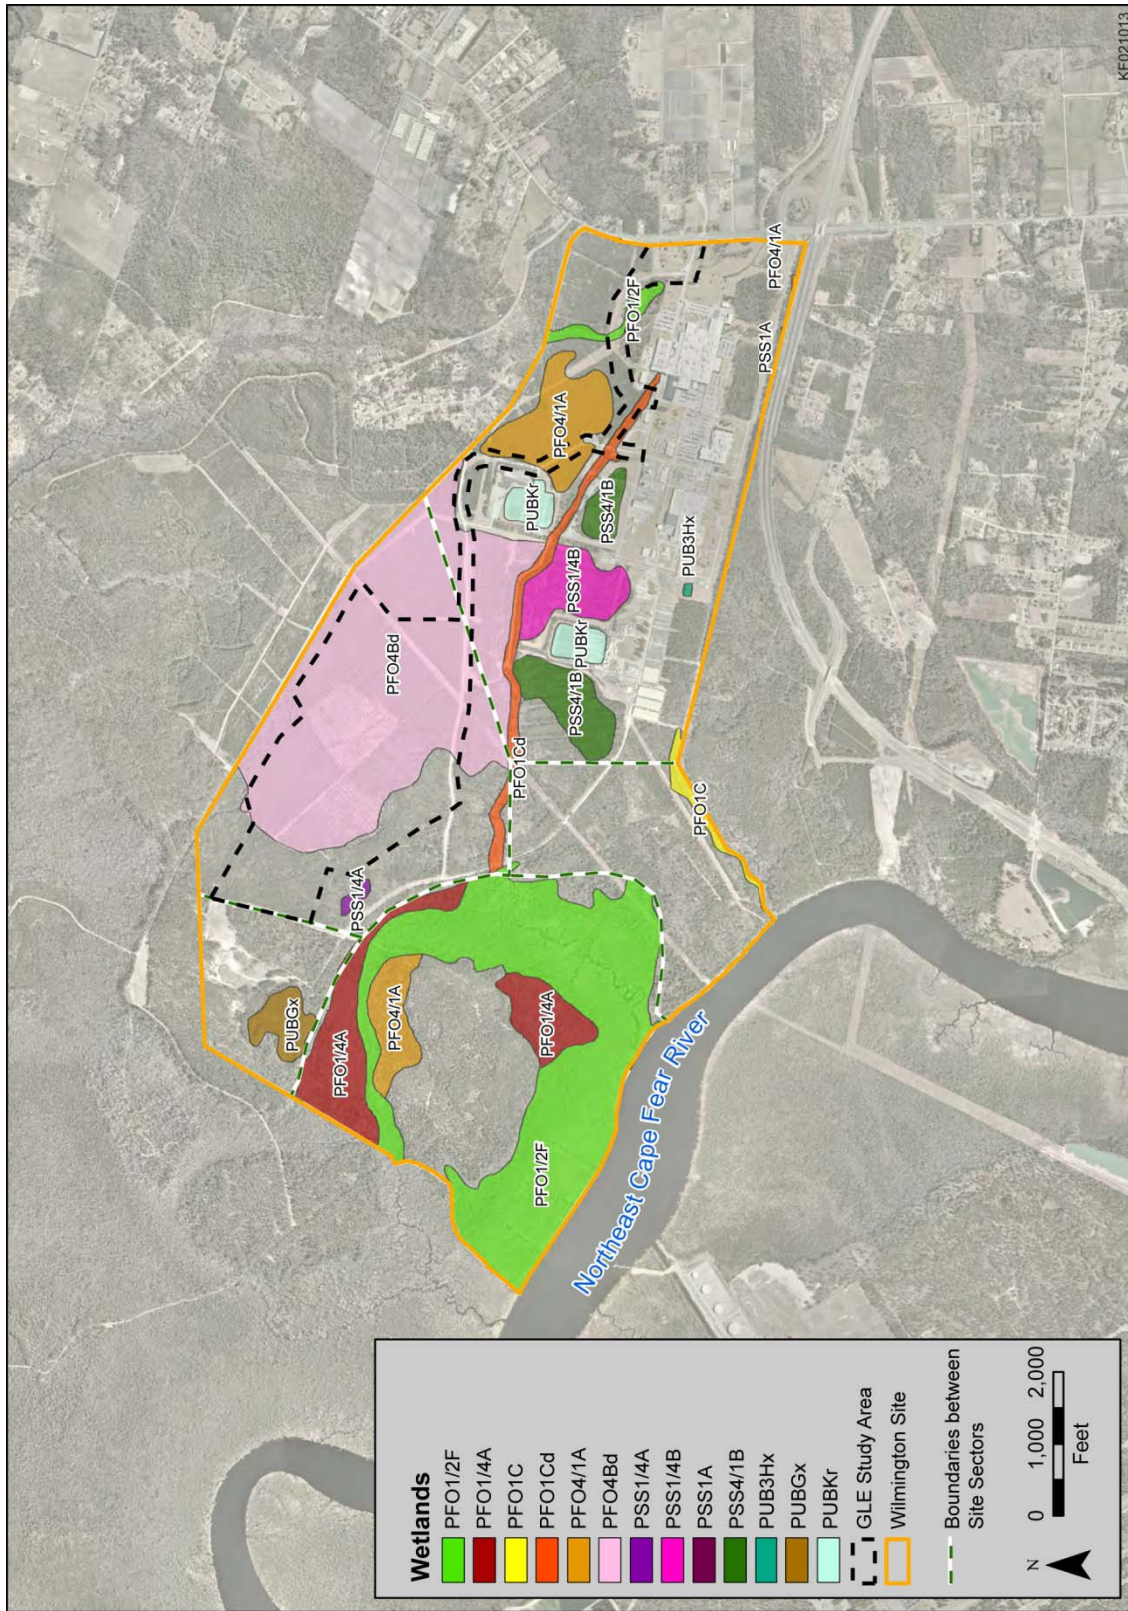 KF021013
PFO1/2F
PFO4/1A
PSS1A
PFO4/1A
PUBKr
PSS4/1B
PUB3Hx
PSS1/4B
PUBKr
PSS4/1B
PFO4Bd
PFO1Cd
PFO1C
PSS1/4A
PUBGx
PFO1/4A
PFO4/1A
PFO1/4A
PFO1/2F
Northeast Cape Fear River
Wetlands
PFO1/2F
PFO1/4A
PFO1C
PFO1Cd
PFO4/1A
PFO4Bd
PSS1/4A
PSS1/4B
PSS1A
PSS4/1B
PUB3Hx
PUBGx
PUBKr
GLE Study Area
Wilmington Site
Boundaries between
Site Sectors
N
0 1,000 2,000
Feet